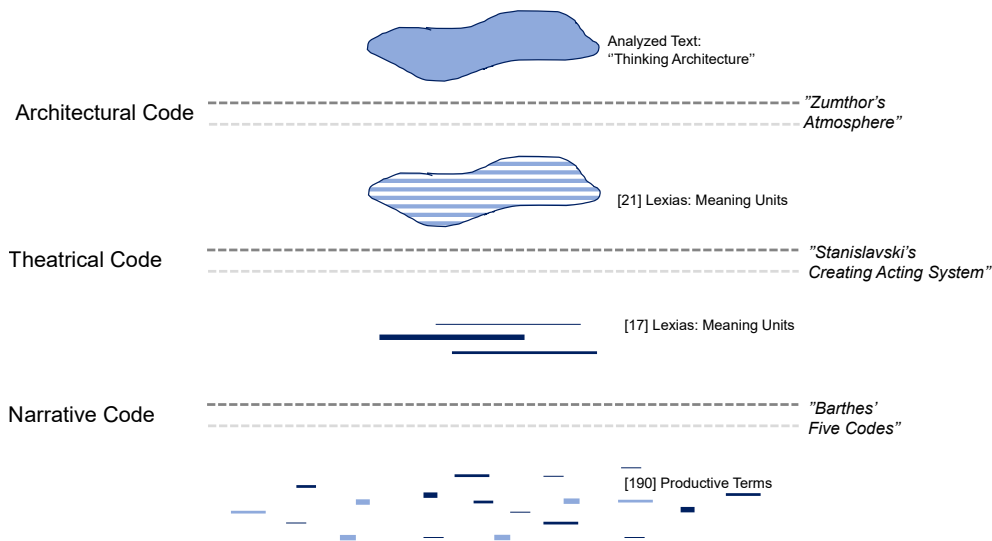 Analyzed Text:
"Thinking Architecture"
Architectural Code
"Zumthor's
Atmosphere"
[21] Lexias: Meaning Units
Theatrical Code
"Stanislavski's
Creating Acting System"
[17] Lexias: Meaning Units
Narrative Code
"Barthes'
Five Codes"
[190] Productive Terms